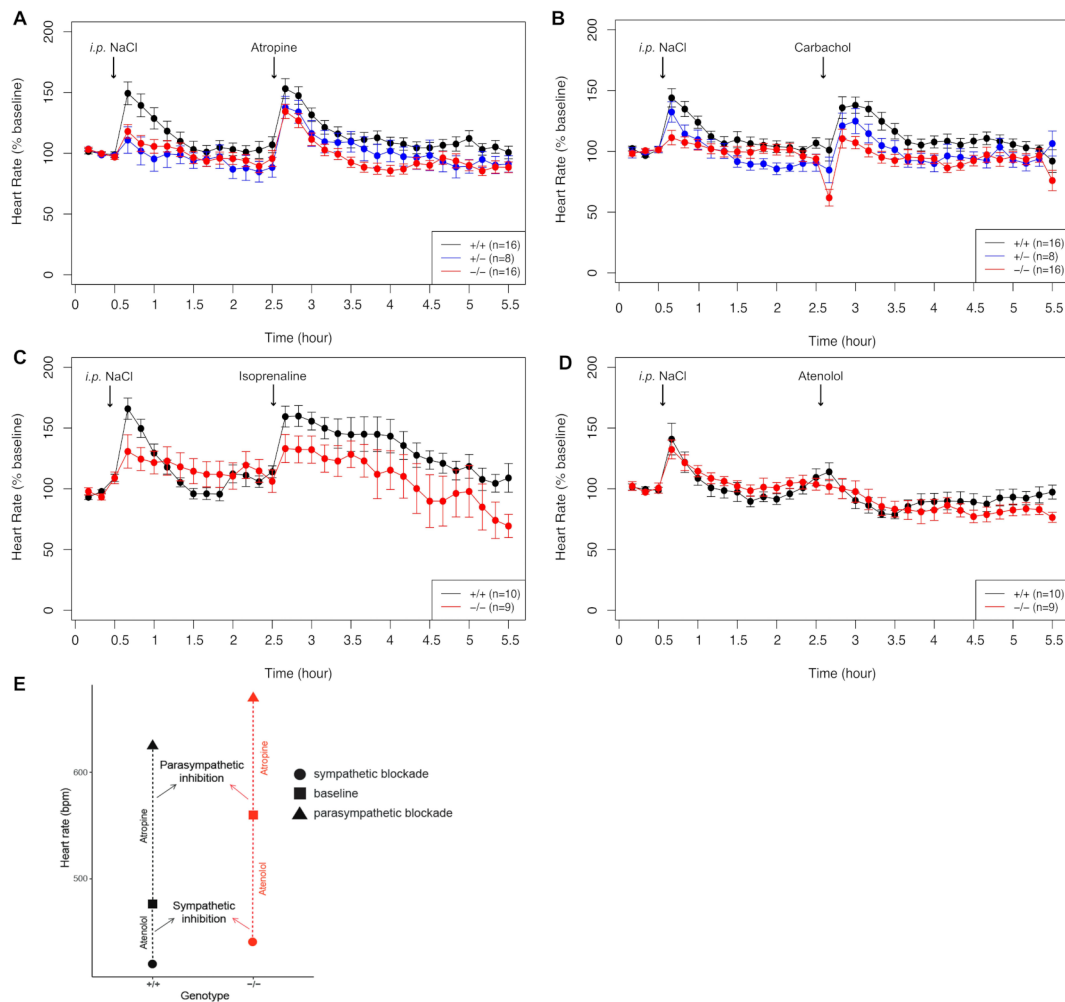 A
i.p. NaCl
Atropine
Heart Rate (% baseline)
200
150
100
50
0
+/+ (n=16)
+/− (n=8)
−/− (n=16)
0 0.5 1 1.5 2 2.5 3 3.5 4 4.5 5 5.5
Time (hour)
B
i.p. NaCl
Carbachol
Heart Rate (% baseline)
200
150
100
50
0
+/+ (n=16)
+/− (n=8)
−/− (n=16)
0 0.5 1 1.5 2 2.5 3 3.5 4 4.5 5 5.5
Time (hour)
C
i.p. NaCl
Isoprenaline
Heart Rate (% baseline)
200
150
100
50
0
+/+ (n=10)
−/− (n=9)
0 0.5 1 1.5 2 2.5 3 3.5 4 4.5 5 5.5
Time (hour)
D
i.p. NaCl
Atenolol
Heart Rate (% baseline)
200
150
100
50
0
+/+ (n=10)
−/− (n=9)
0 0.5 1 1.5 2 2.5 3 3.5 4 4.5 5 5.5
Time (hour)
E
Heart rate (bpm)
600
500
Atropine
Atenolol
Parasympathetic
inhibition
Sympathetic
inhibition
Atropine
Atenolol
sympathetic blockade
baseline
parasympathetic blockade
+/+
−/−
Genotype